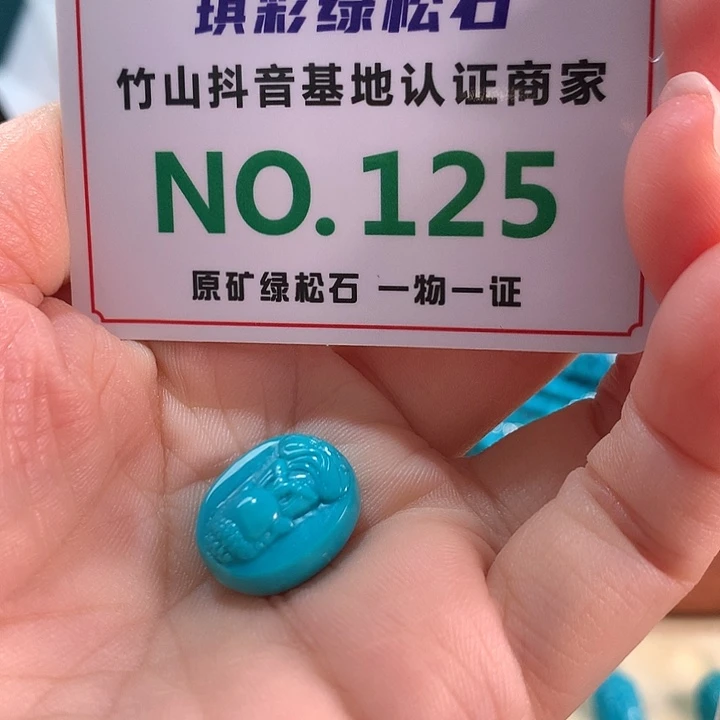 琪彩绿松石
竹山抖音基地认证商家
NO.125
原矿绿松石 一物一证